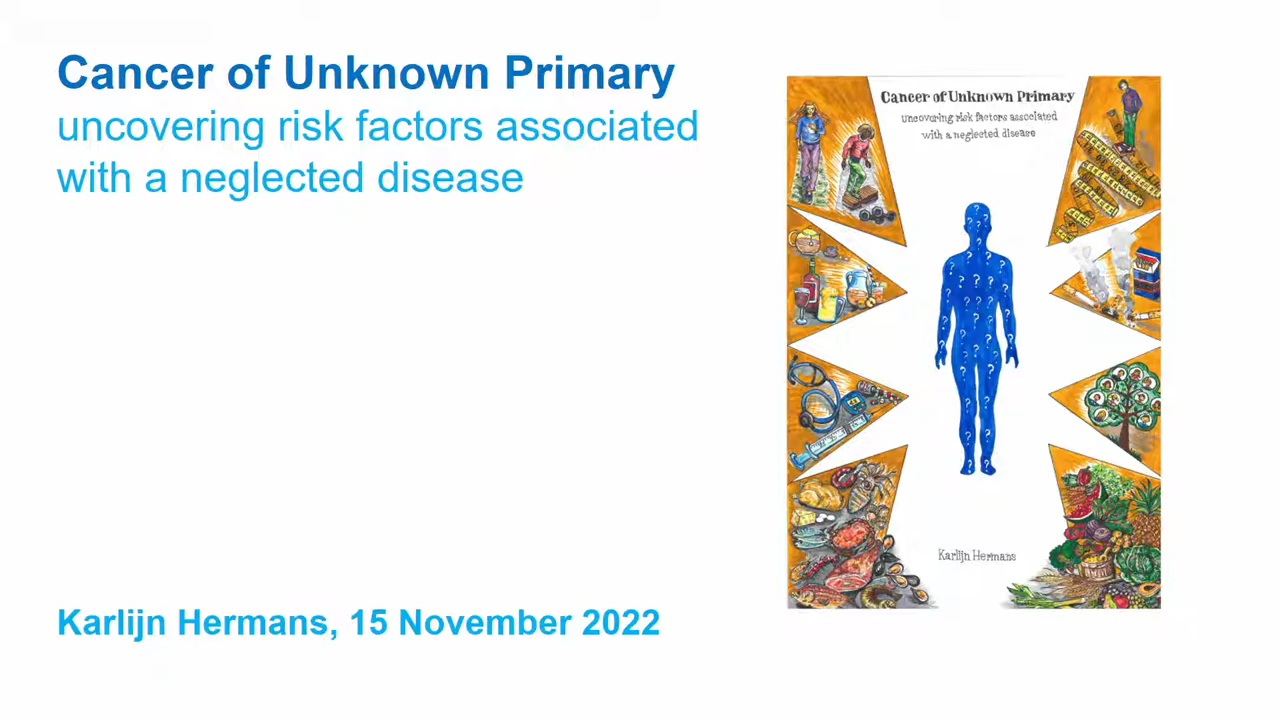 Cancer of Unknown Primary
uncovering risk factors associated
with a neglected disease
Karlijn Hermans, 15 November 2022
Cancer of Unknown Primary
uncovering risk factors associated
with a neglected disease
Karlijn Hermans